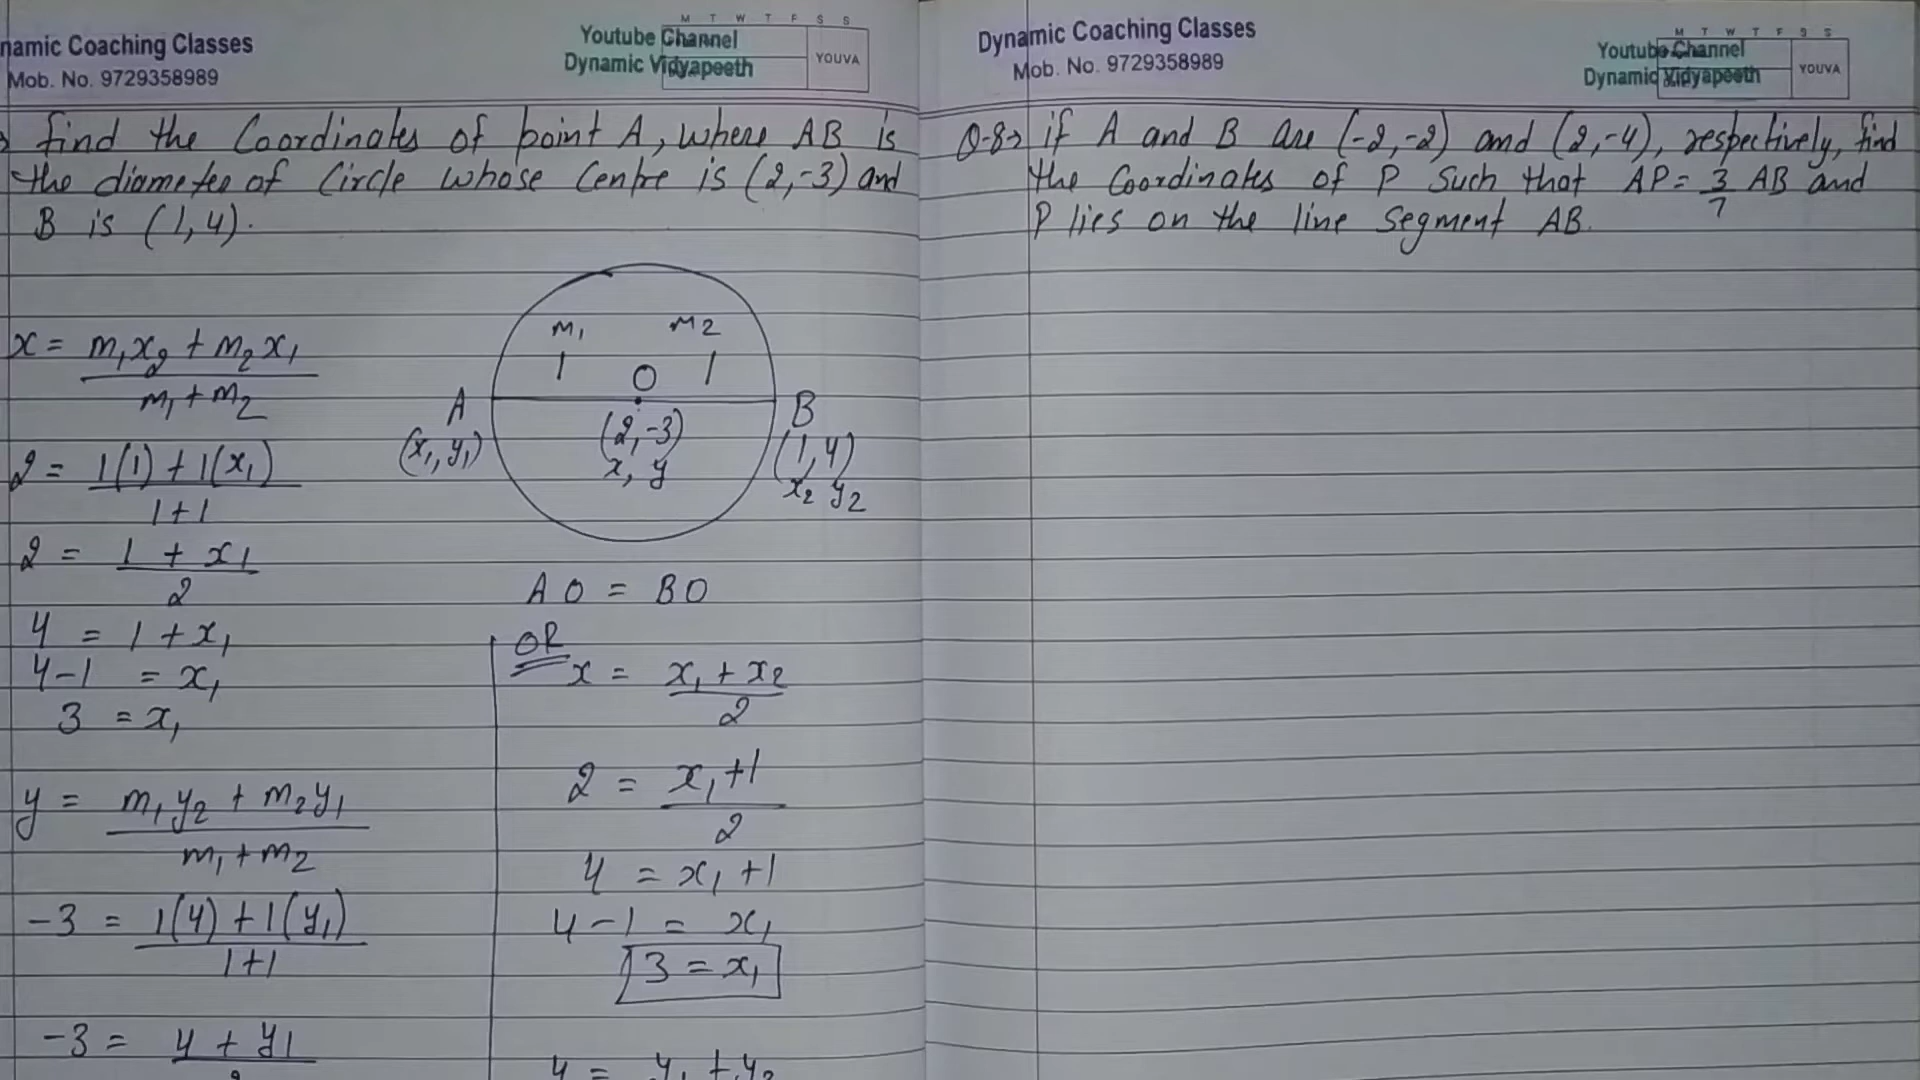 namic Coaching Classes
Mob. No. 9729358989
Youtube Channel
Dynamic Vidyapeeth
M T W T F S S
YOUVA
find the Coordinates of point A, where AB is
the diameter of Circle whose Centre is (2,-3) and
B is (1,4).
x = m₁x₂ + m₂x₁
m₁ + m₂
2 = 1(1) + 1(x₁)
1+1
2 = 1 + x₁
2
4 = 1 + x₁
4-1 = x₁
3 = x₁
y = m₁y₂ + m₂y₁
m₁ + m₂
-3 = 1(4) + 1(y₁)
1+1
-3 = 4 + y₁
m₁ m₂
1 O 1
A B
(x₁, y₁) (2,-3) (1,4)
x, y x₂ y₂
AO = BO
OR
x = x₁ + x₂
2
2 = x₁+1
2
4 = x₁+1
4-1 = x₁
3 = x₁
y = y₁ + y₂
Dynamic Coaching Classes
Mob. No. 9729358989
Youtube Channel
Dynamic Vidyapeeth
M T W T F S S
YOUVA
Q-8→ if A and B are (-2,-2) and (2,-4), respectively, find
the Coordinates of P Such that AP = 3/7 AB and
P lies on the line segment AB.